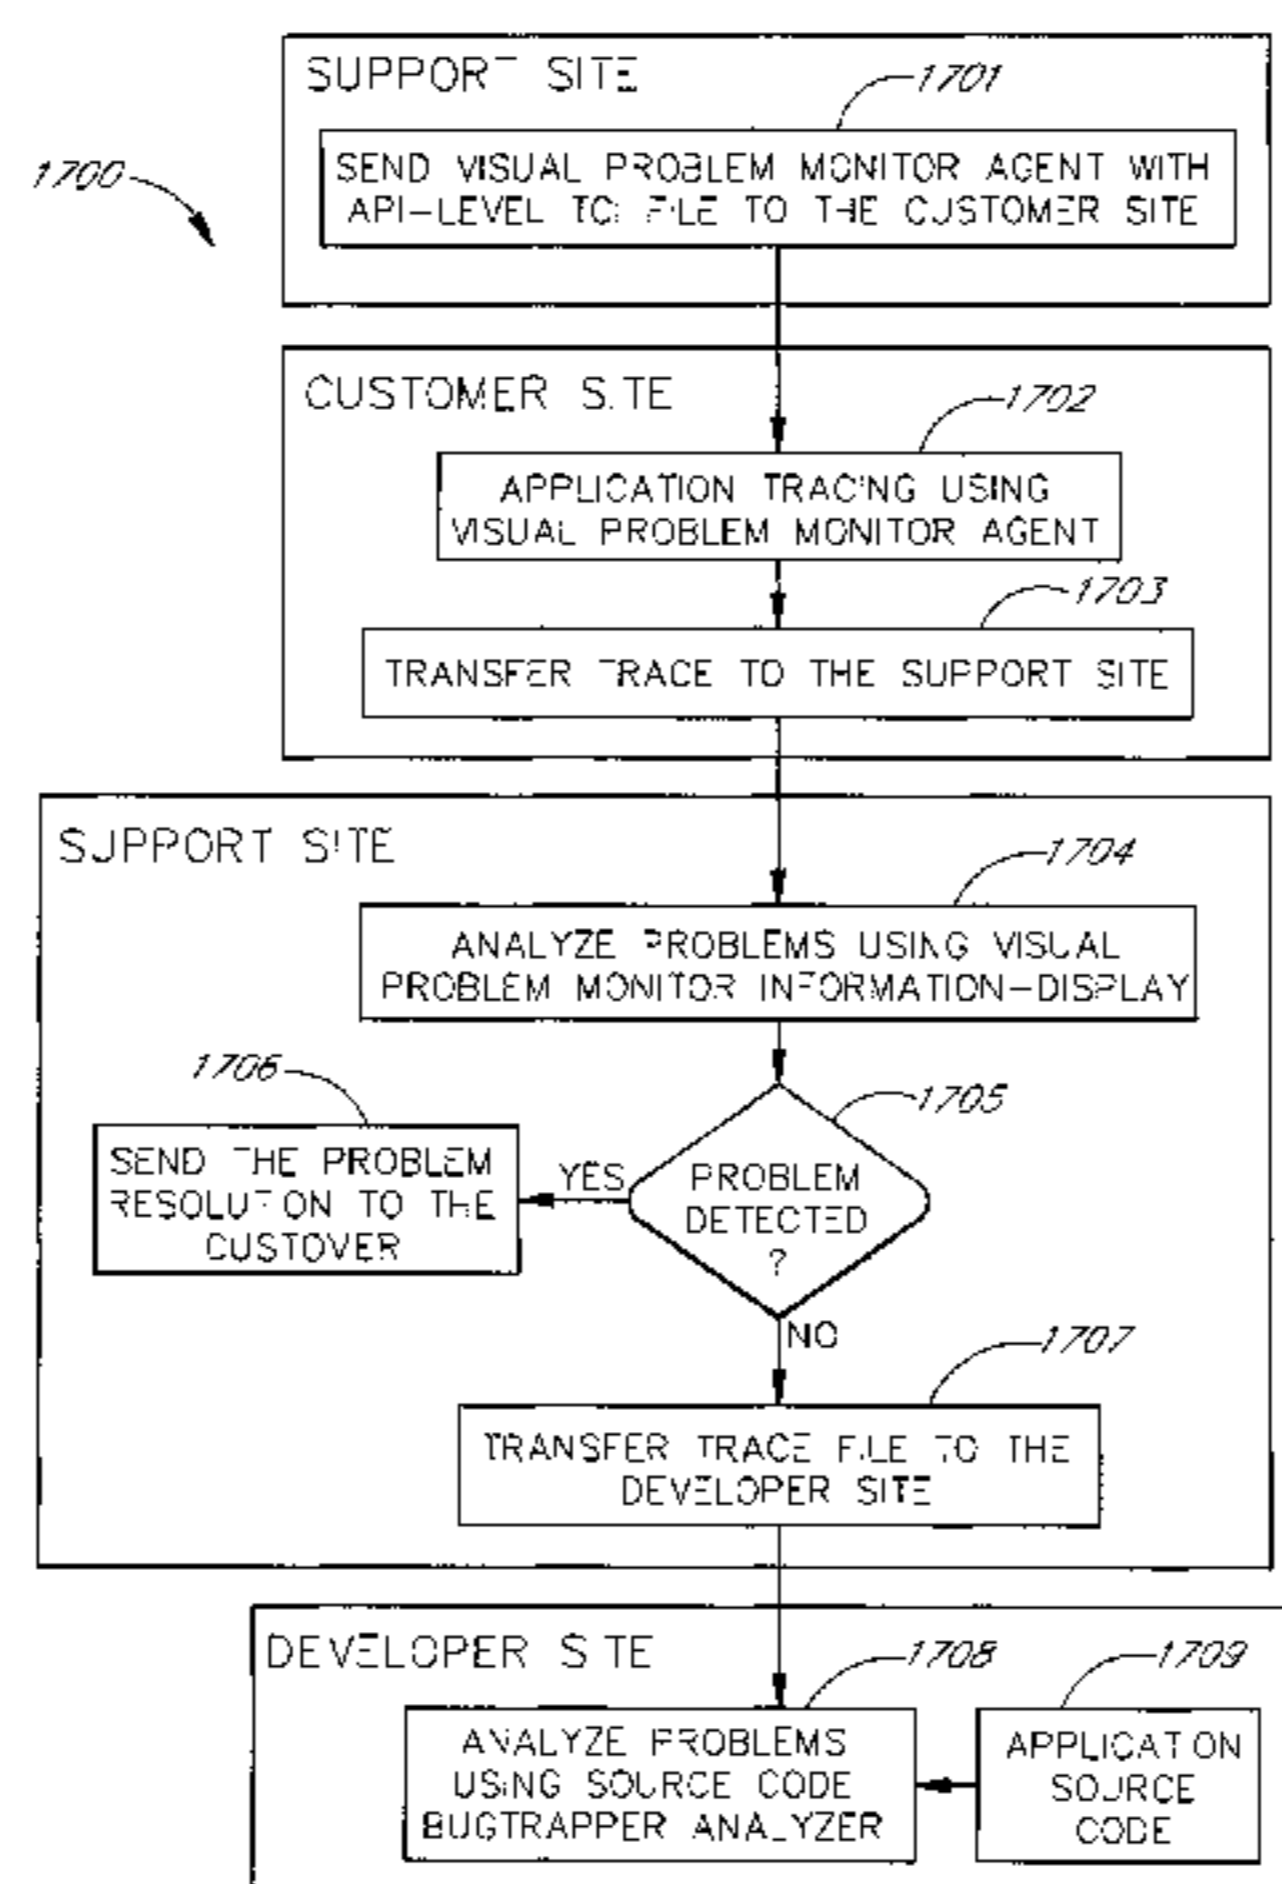 SUPPORT SITE
1701
1700
SEND VISUAL PROBLEM MONITOR AGENT WITH
API-LEVEL TCI FILE TO THE CUSTOMER SITE
CUSTOMER SITE
1702
APPLICATION TRACING USING
VISUAL PROBLEM MONITOR AGENT
1703
TRANSFER TRACE TO THE SUPPORT SITE
SUPPORT SITE
1704
ANALYZE PROBLEMS USING VISUAL
PROBLEM MONITOR INFORMATION-DISPLAY
1706
1705
SEND THE PROBLEM
RESOLUTION TO THE
CUSTOMER
YES
PROBLEM
DETECTED
?
NO
1707
TRANSFER TRACE FILE TO THE
DEVELOPER SITE
DEVELOPER SITE
1708
1709
ANALYZE PROBLEMS
USING SOURCE CODE
BUGTRAPPER ANALYZER
APPLICATION
SOURCE
CODE